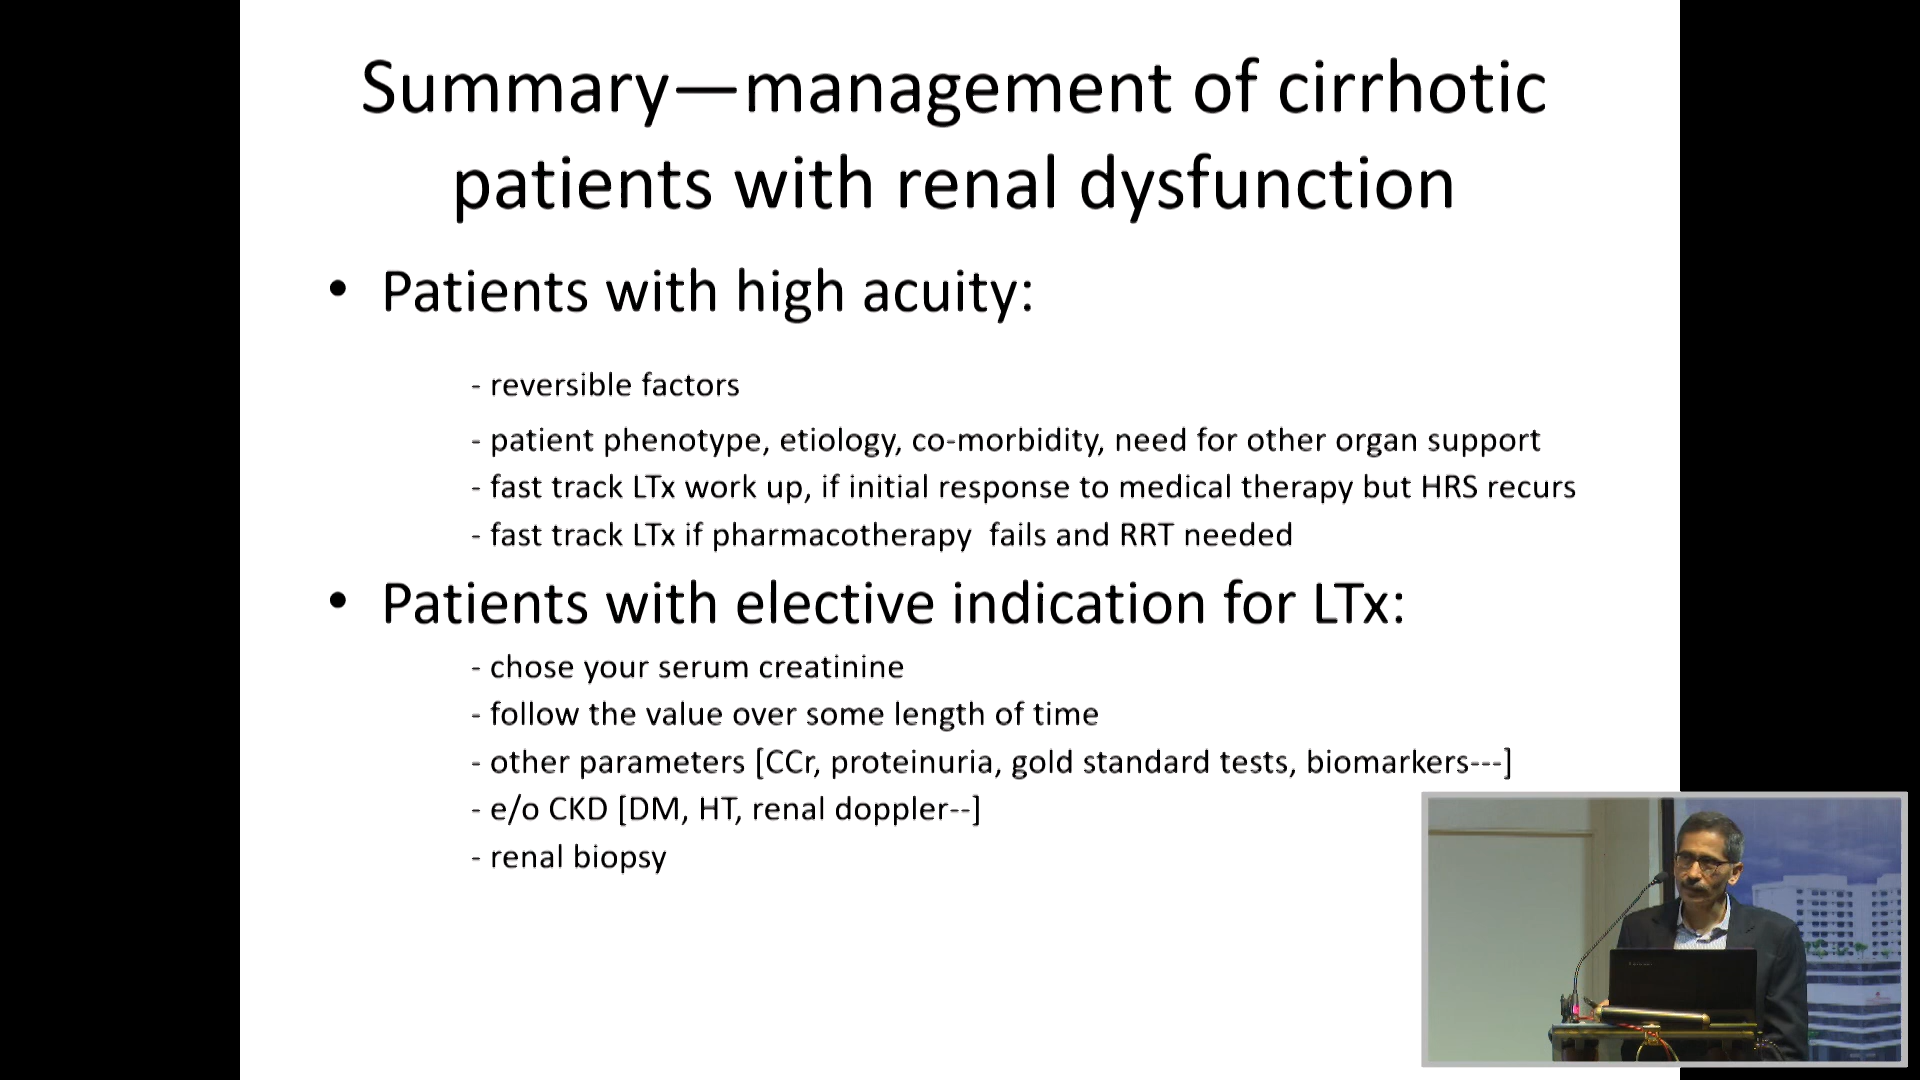 Summary—management of cirrhotic
patients with renal dysfunction
• Patients with high acuity:
- reversible factors
- patient phenotype, etiology, co-morbidity, need for other organ support
- fast track LTx work up, if initial response to medical therapy but HRS recurs
- fast track LTx if pharmacotherapy  fails and RRT needed
• Patients with elective indication for LTx:
- chose your serum creatinine
- follow the value over some length of time
- other parameters [CCr, proteinuria, gold standard tests, biomarkers---]
- e/o CKD [DM, HT, renal doppler--]
- renal biopsy